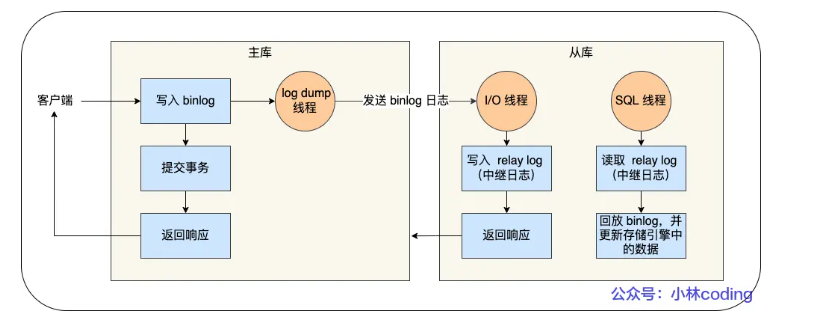 主库
从库
客户端
写入 binlog
log dump
线程
发送 binlog 日志
I/O 线程
SQL 线程
提交事务
写入 relay log
（中继日志）
读取 relay log
（中继日志）
返回响应
返回响应
回放 binlog，并
更新存储引擎中
的数据
公众号：小林coding